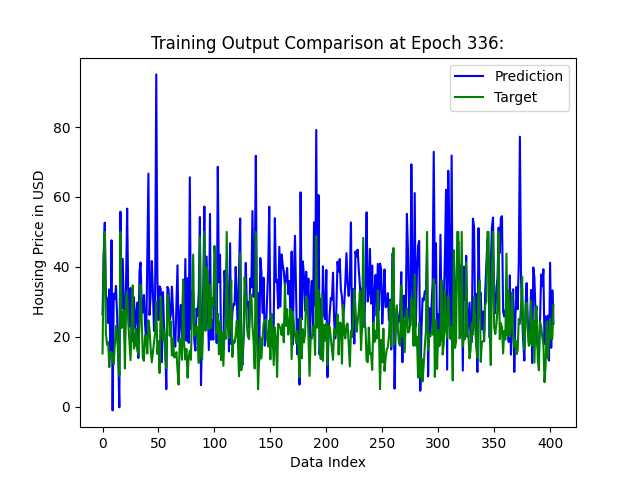 Training Output Comparison at Epoch 336:
Prediction
Target
Housing Price in USD
80
60
40
20
0
0 50 100 150 200 250 300 350 400
Data Index